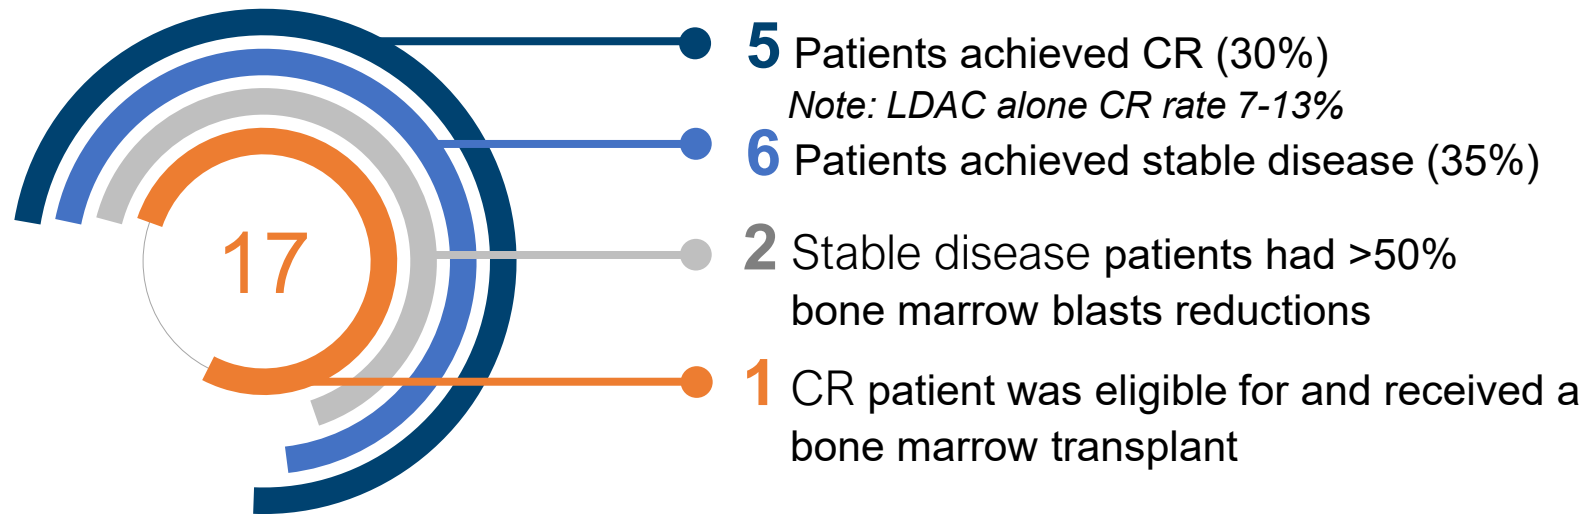 17
5 Patients achieved CR (30%)
Note: LDAC alone CR rate 7-13%
6 Patients achieved stable disease (35%)
2 Stable disease patients had >50%
bone marrow blasts reductions
1 CR patient was eligible for and received a
bone marrow transplant